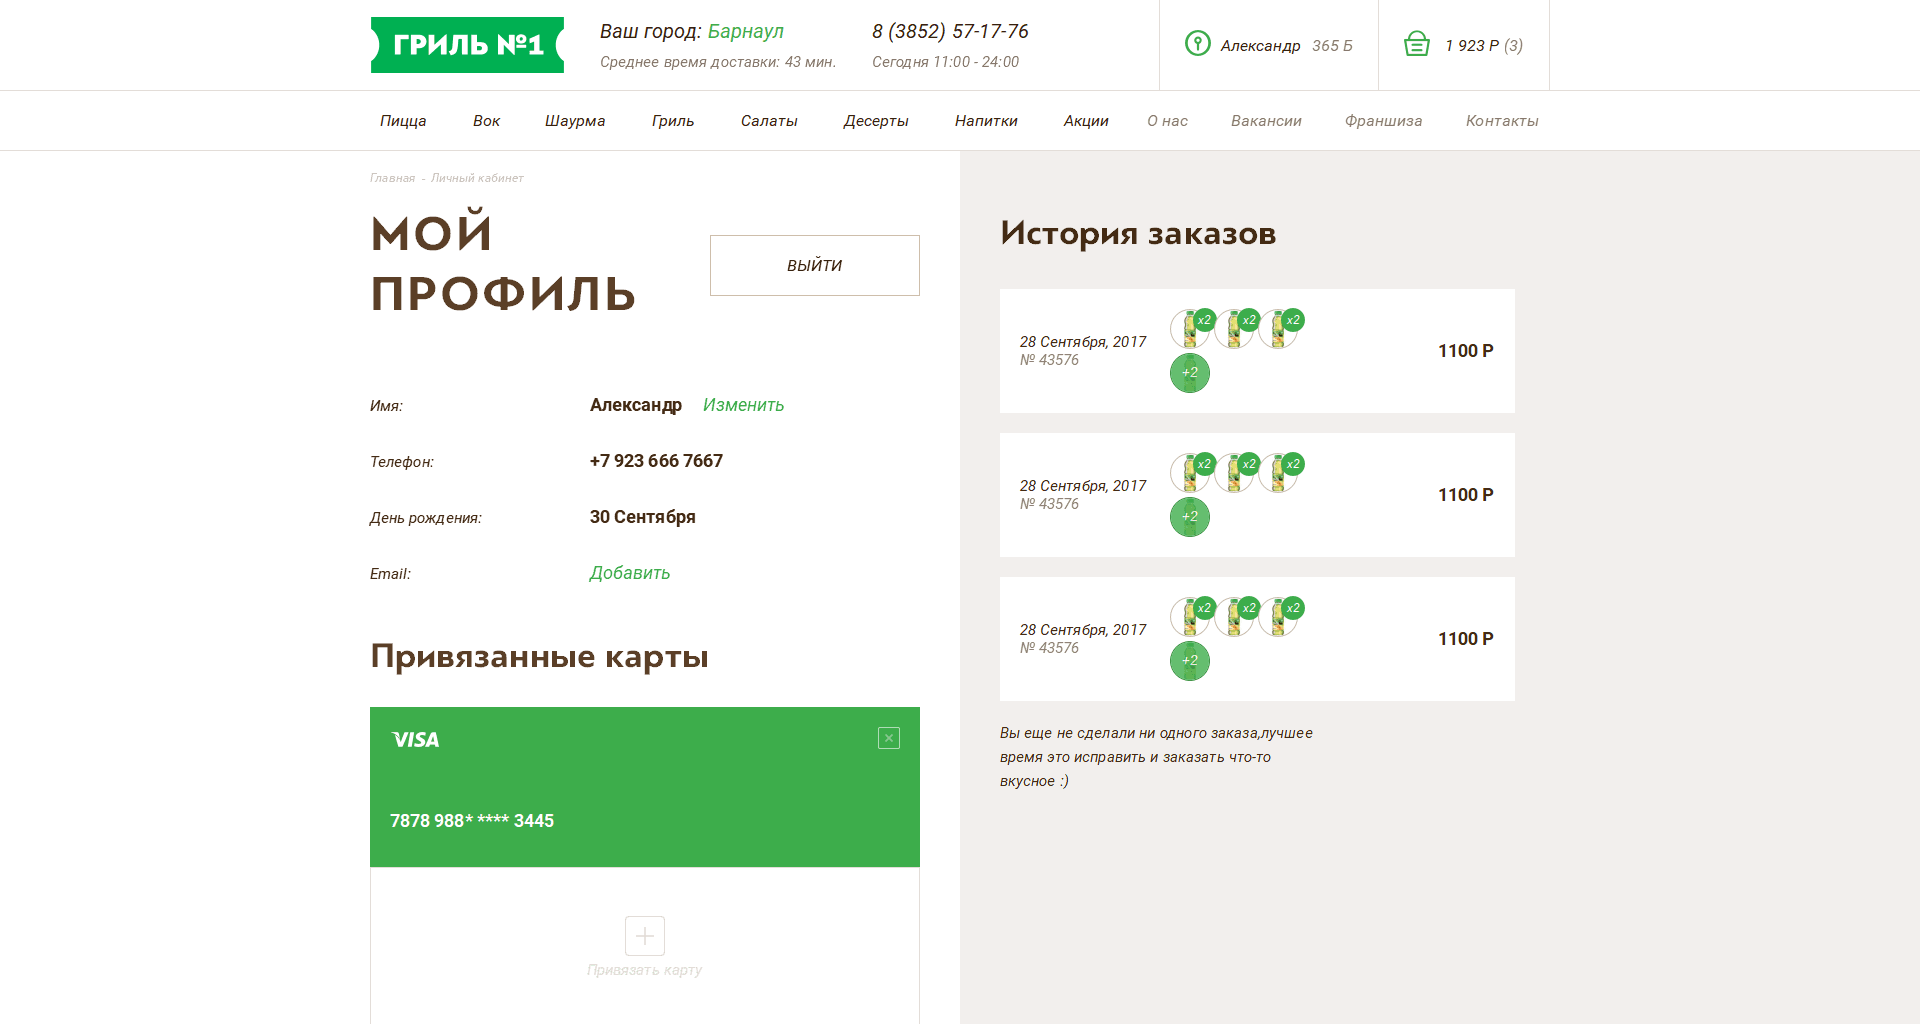 ГРИЛЬ №1
Ваш город: Барнаул
Среднее время доставки: 43 мин.
8 (3852) 57-17-76
Сегодня 11:00 - 24:00
Александр 365 Б
1 923 Р (3)
Пицца Вок Шаурма Гриль Салаты Десерты Напитки Акции О нас Вакансии Франшиза Контакты
Главная - Личный кабинет
МОЙ
ПРОФИЛЬ
ВЫЙТИ
Имя: Александр Изменить
Телефон: +7 923 666 7667
День рождения: 30 Сентября
Email: Добавить
Привязанные карты
VISA
7878 988* **** 3445
Привязать карту
История заказов
28 Сентября, 2017
№ 43576
x2 x2 x2
+2
1100 Р
28 Сентября, 2017
№ 43576
x2 x2 x2
+2
1100 Р
28 Сентября, 2017
№ 43576
x2 x2 x2
+2
1100 Р
Вы еще не сделали ни одного заказа,лучшее
время это исправить и заказать что-то
вкусное :)